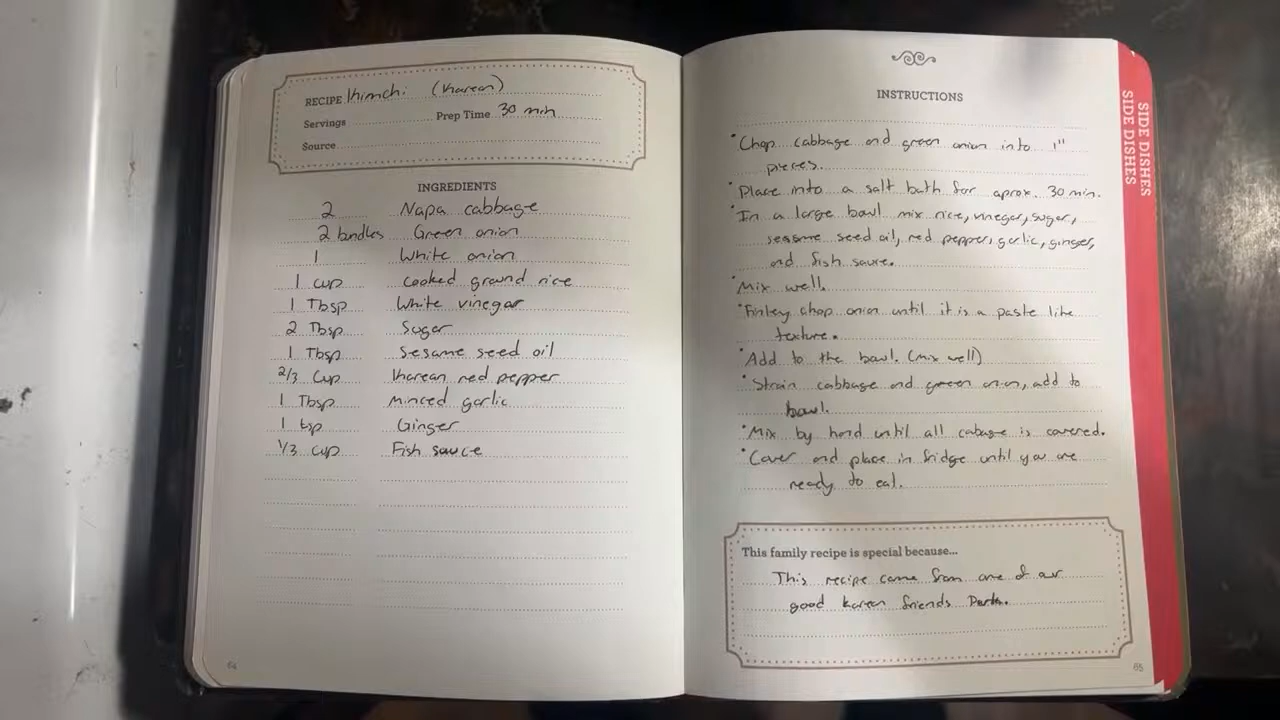 RECIPE Kimchi (Korean)
Servings Prep Time 30 min
Source
INGREDIENTS
2 Napa cabbage
2 bundles Green onion
1 White onion
1 cup cooked ground rice
1 Tbsp White vinegar
2 Tbsp Sugar
1 Tbsp Sesame seed oil
2/3 Cup Korean red pepper
1 Tbsp minced garlic
1 tsp Ginger
1/3 cup Fish sauce
64
INSTRUCTIONS
•Chop cabbage and green onion into 1"
pieces.
•Place into a salt bath for aprox. 30 min.
•In a large bowl mix rice, vinegar, sugar,
sesame seed oil, red pepper, garlic, ginger,
and fish sauce.
•Mix well.
•Finley chop onion until it is a paste like
texture.
•Add to the bowl. (mix well)
•Strain cabbage and green onion, add to
bowl.
•Mix by hand until all cabage is covered.
•Cover and place in fridge until you are
ready to eat.
This family recipe is special because...
This recipe came from one of our
good Korean friends
65
SIDE DISHES
SIDE DISHES